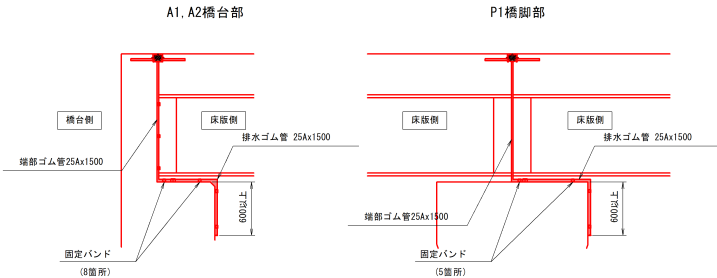 A1,A2橋台部
橋台側
床版側
排水ゴム管 25Ax1500
端部ゴム管25Ax1500
600以上
固定バンド
(8箇所)
P1橋脚部
床版側
床版側
排水ゴム管 25Ax1500
端部ゴム管25Ax1500
600以上
固定バンド
(5箇所)